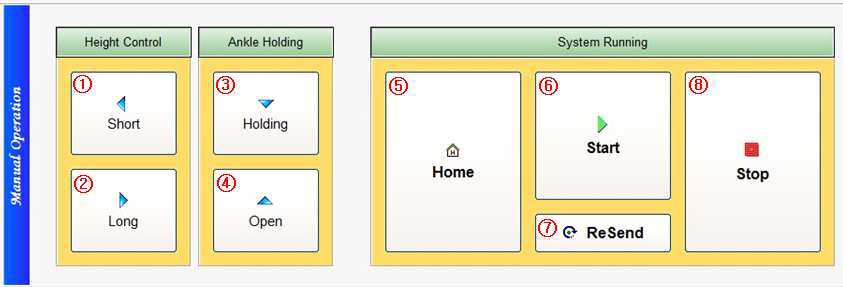 Manual Operation
Height Control
① Short
② Long
Ankle Holding
③ Holding
④ Open
System Running
⑤ Home
⑥ Start
⑦ ReSend
⑧ Stop